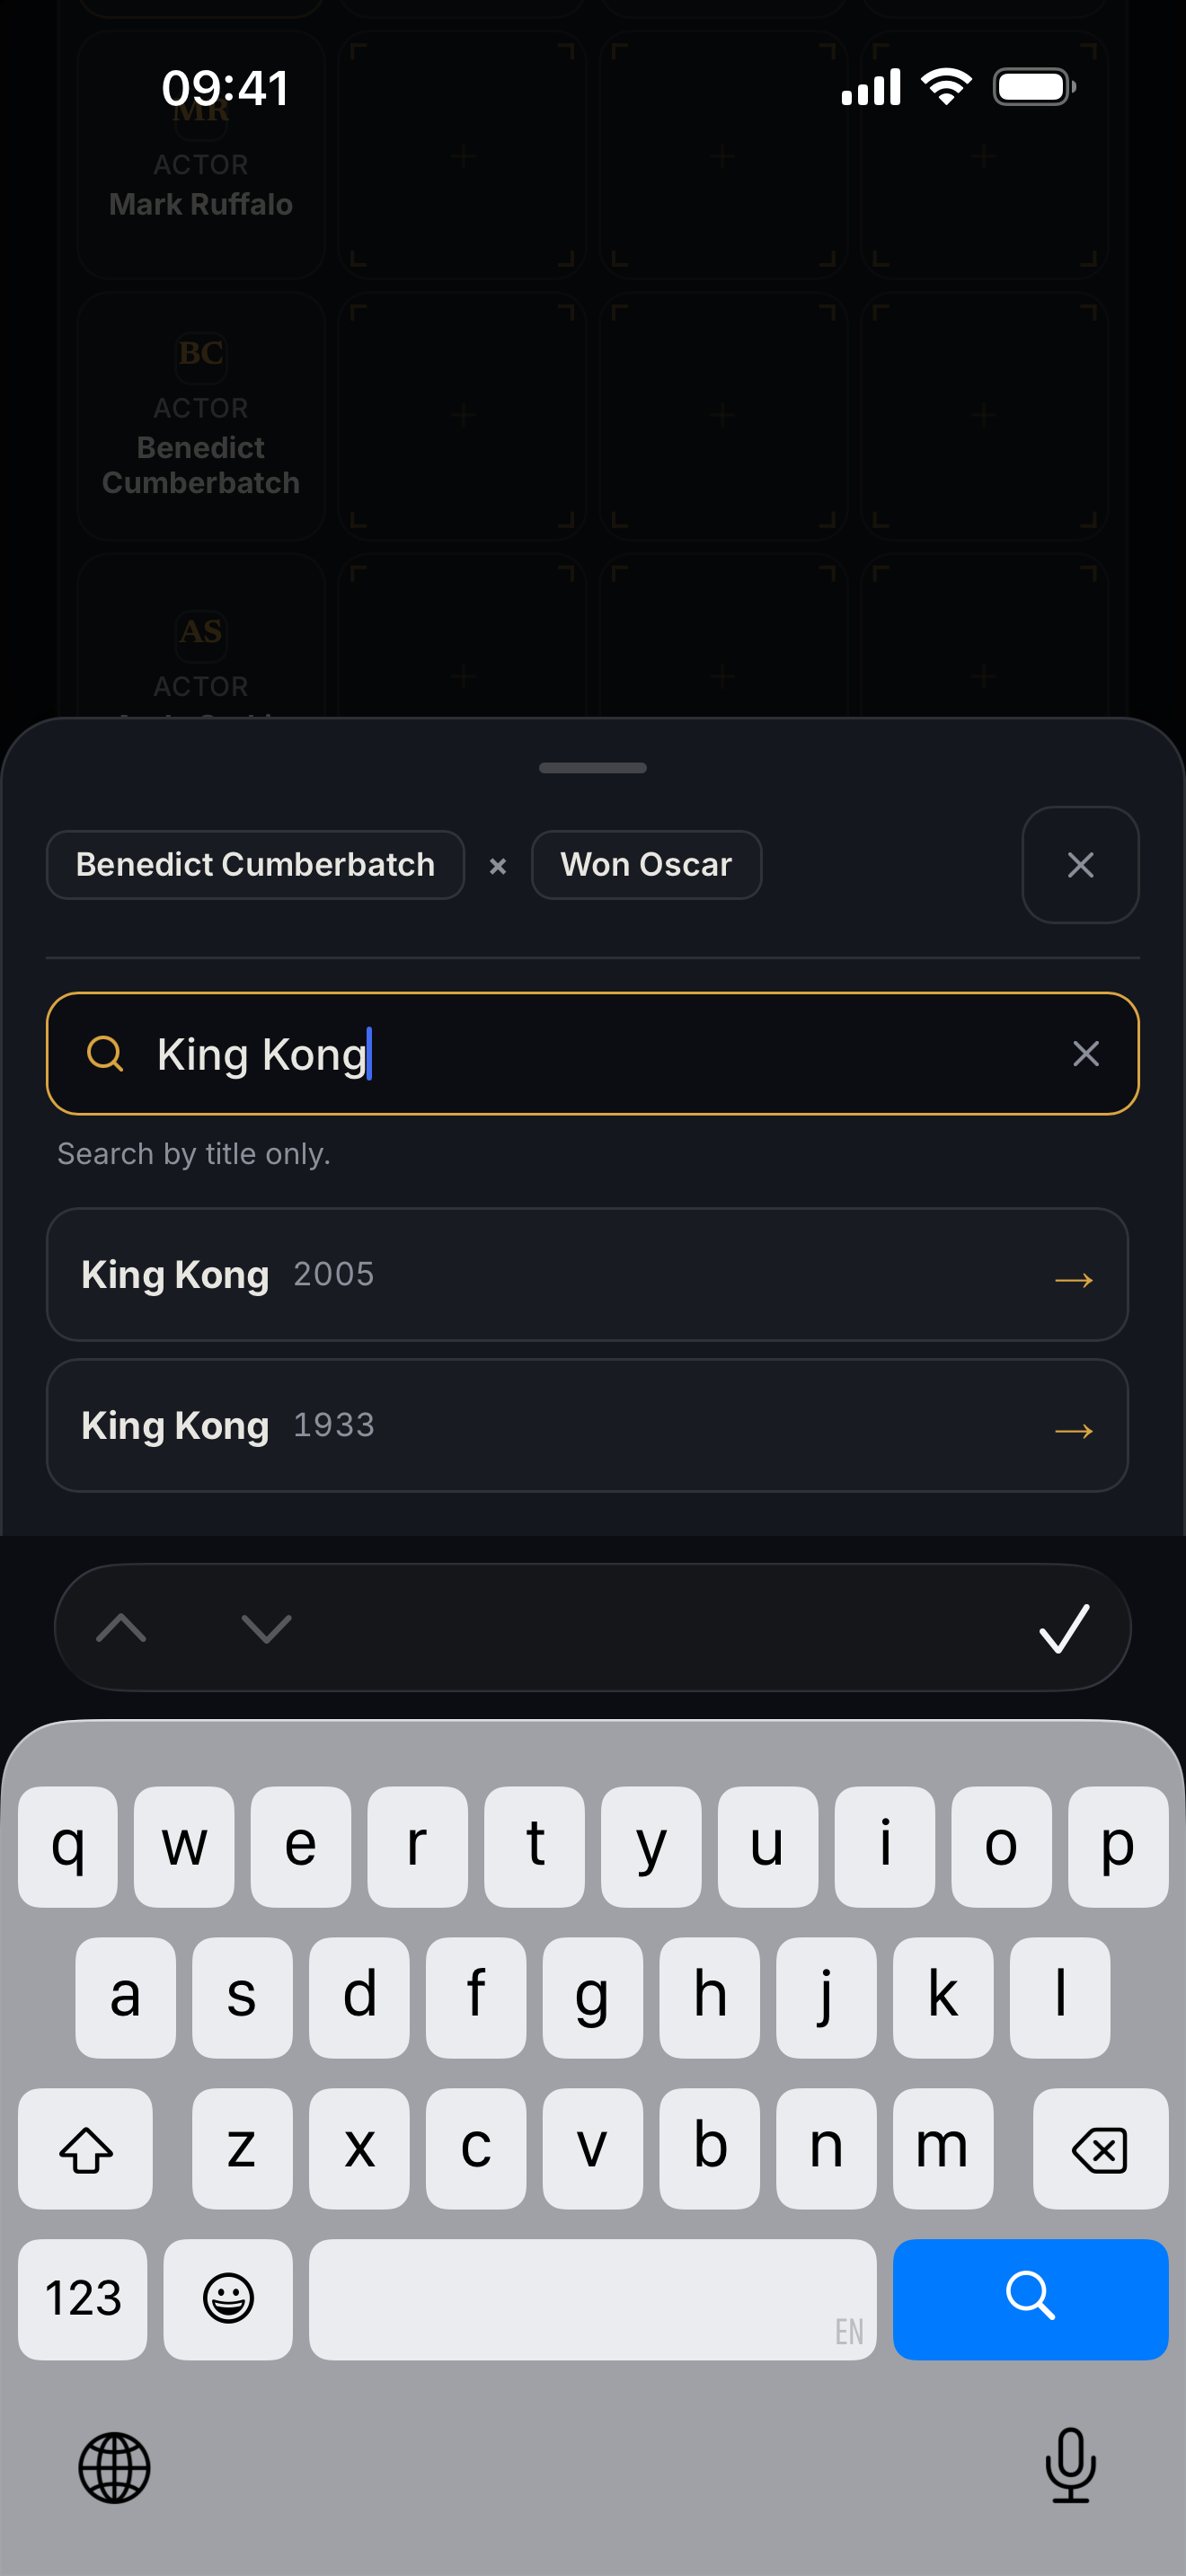 09:41
MR
ACTOR
Mark Ruffalo
BC
ACTOR
Benedict
Cumberbatch
AS
ACTOR
Benedict Cumberbatch × Won Oscar
King Kong
Search by title only.
King Kong 2005 →
King Kong 1933 →
q w e r t y u i o p
a s d f g h j k l
z x c v b n m
123
EN